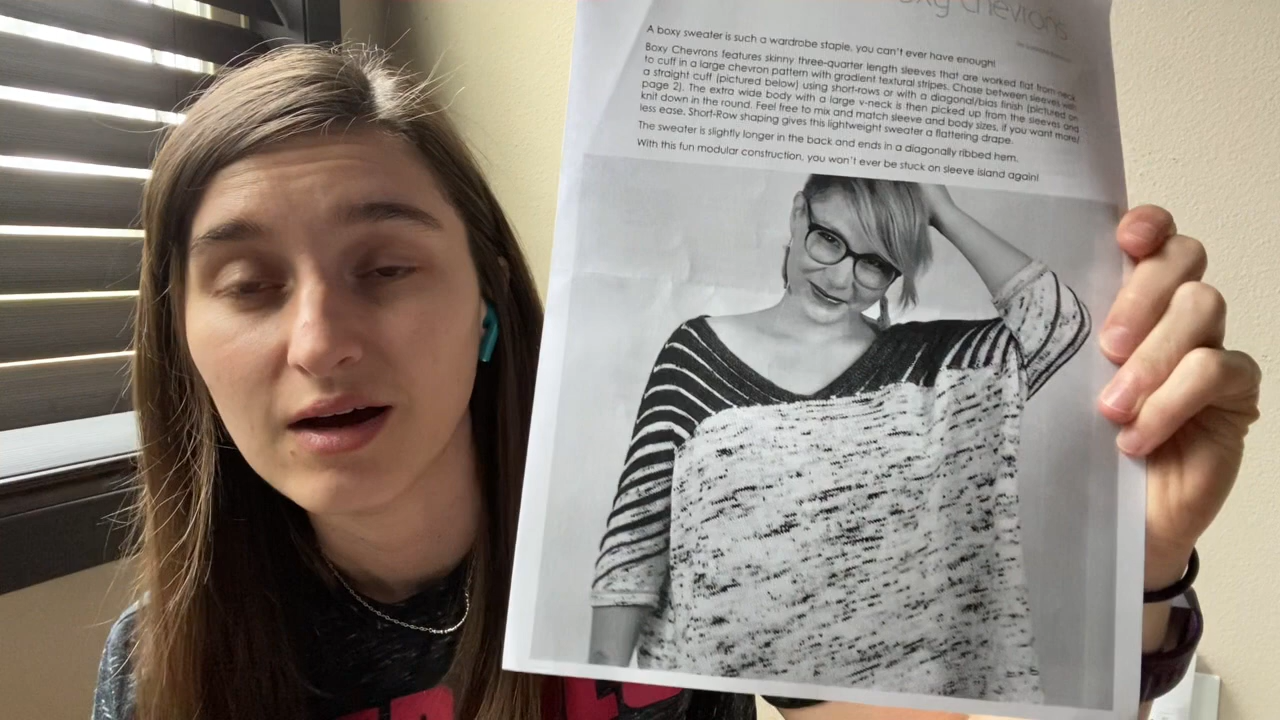 boxy chevrons
A boxy sweater is such a wardrobe staple, you can't ever have enough!
Boxy Chevrons features skinny three-quarter length sleeves that are worked flat from neck
to cuff in a large chevron pattern with gradient textural stripes. Chose between sleeves with
a straight cuff (pictured below) using short-rows or with a diagonal/bias finish (pictured on
page 2). The extra wide body with a large v-neck is then picked up from the sleeves and
knit down in the round. Feel free to mix and match sleeve and body sizes, if you want more/
less ease. Short-Row shaping gives this lightweight sweater a flattering drape.
The sweater is slightly longer in the back and ends in a diagonally ribbed hem.
With this fun modular construction, you won't ever be stuck on sleeve island again!